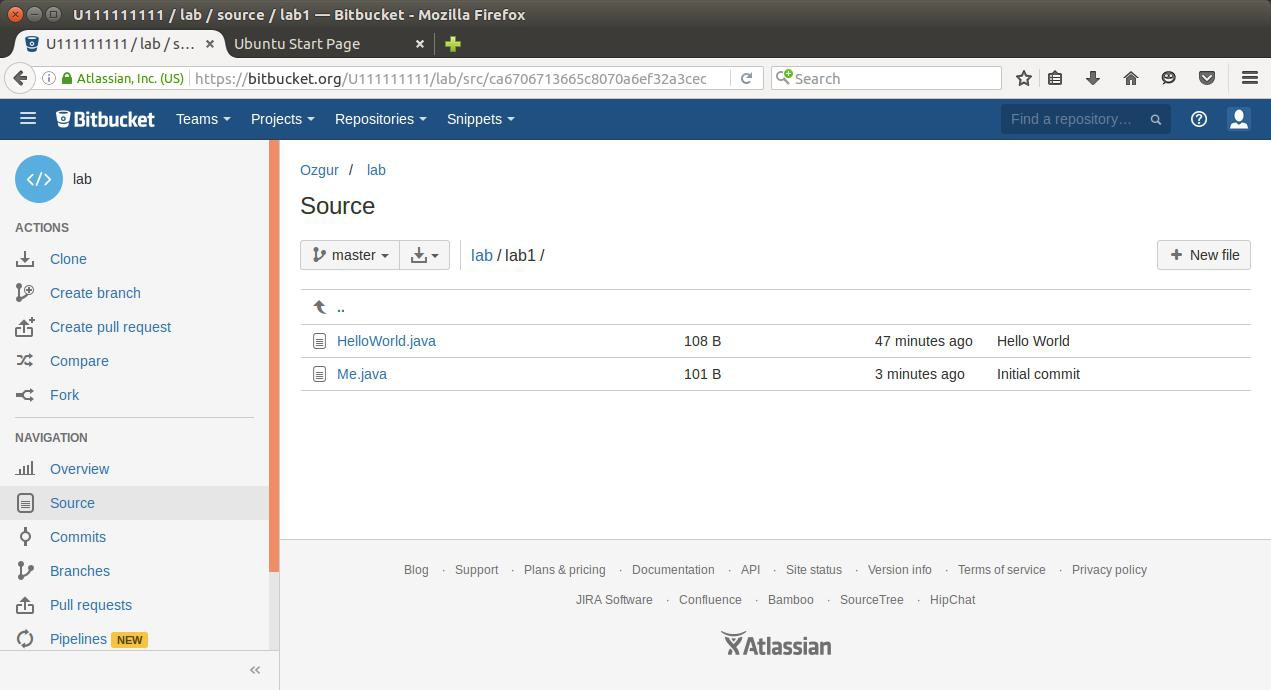 U111111111 / lab / source / lab1 — Bitbucket - Mozilla Firefox
U111111111 / lab / s... Ubuntu Start Page
Atlassian, Inc. (US) https://bitbucket.org/U111111111/lab/src/ca6706713665c8070a6ef32a3cec Search
Bitbucket Teams Projects Repositories Snippets Find a repository...
lab
ACTIONS
Clone
Create branch
Create pull request
Compare
Fork
NAVIGATION
Overview
Source
Commits
Branches
Pull requests
Pipelines NEW
«
Ozgur / lab
Source
master lab / lab1 / + New file
..
HelloWorld.java 108 B 47 minutes ago Hello World
Me.java 101 B 3 minutes ago Initial commit
Blog · Support · Plans & pricing · Documentation · API · Site status · Version info · Terms of service · Privacy policy
JIRA Software · Confluence · Bamboo · SourceTree · HipChat
Atlassian